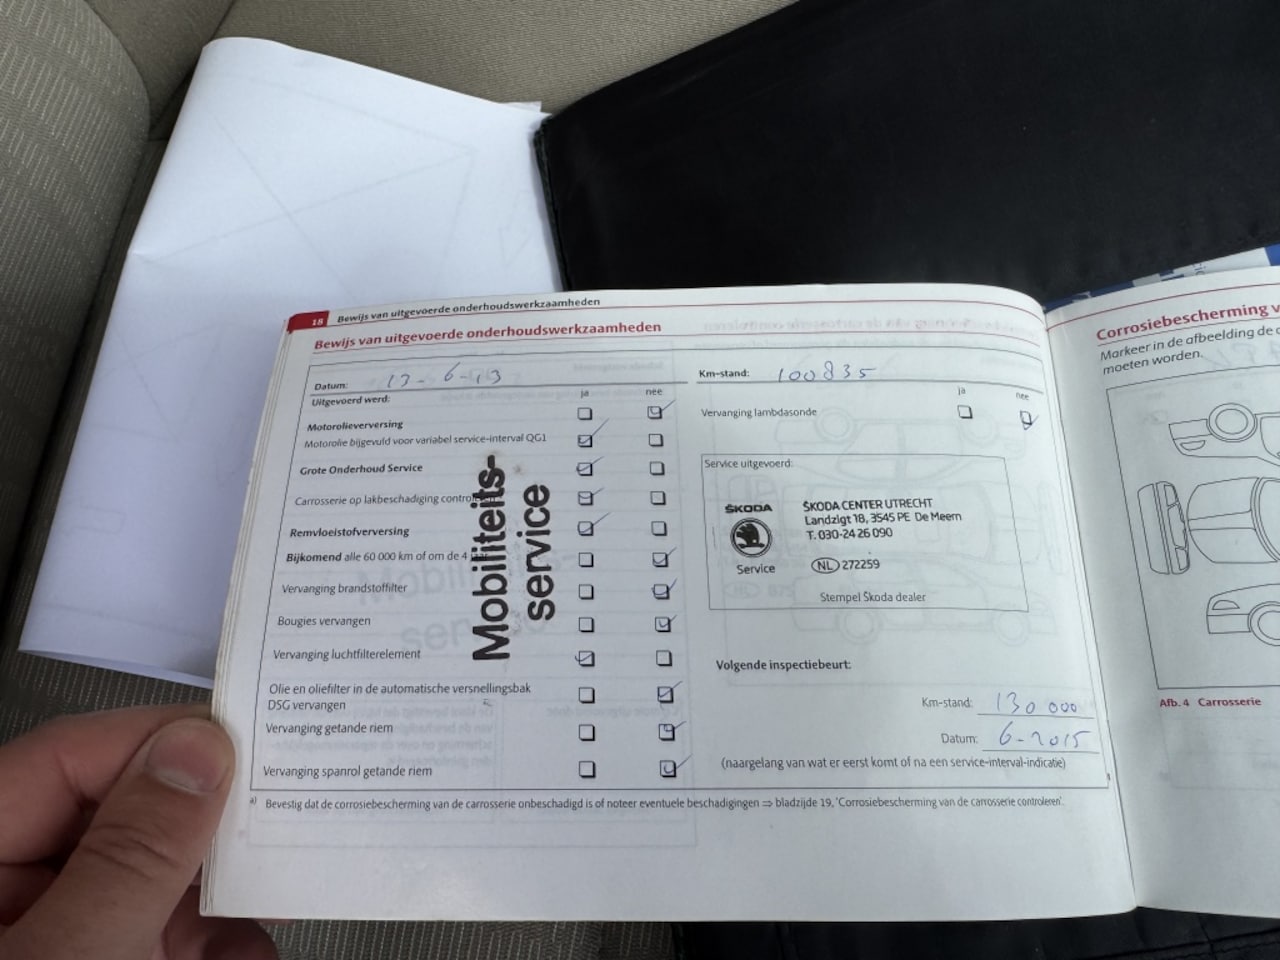 18 Bewijs van uitgevoerde onderhoudswerkzaamheden
Bewijs van uitgevoerde onderhoudswerkzaamheden
Datum: 13-6-13
Km-stand: 100835
Uitgevoerd werd:
ja nee
ja nee
Motorolieverversing
Vervanging lambdasonde
Motorolie bijgevuld voor variabel service-interval QG1
Grote Onderhoud Service
Carrosserie op lakbeschadiging
Remvloeistofverversing
Bijkomend alle 60 000 km of om de 4
Vervanging brandstoffilter
Bougies vervangen
Vervanging luchtfilterelement
Olie en oliefilter in de automatische versnellingsbak
DSG vervangen
Vervanging getande riem
Vervanging spanrol getande riem
Mobiliteits-
service
Service uitgevoerd:
ŠKODA
Service
ŠKODA CENTER UTRECHT
Landzigt 18, 3545 PE De Meern
T. 030-24 26 090
NL 272259
Stempel Škoda dealer
Volgende inspectiebeurt:
Km-stand: 130 000
Datum: 6-2015
(naargelang van wat er eerst komt of na een service-interval-indicatie)
a) Bevestig dat de corrosiebescherming van de carrosserie onbeschadigd is of noteer eventuele beschadigingen ⇒ bladzijde 19, 'Corrosiebescherming van de carrosserie controleren'.
Corrosiebescherming
Markeer in de afbeelding de
moeten worden.
Afb. 4 Carrosserie